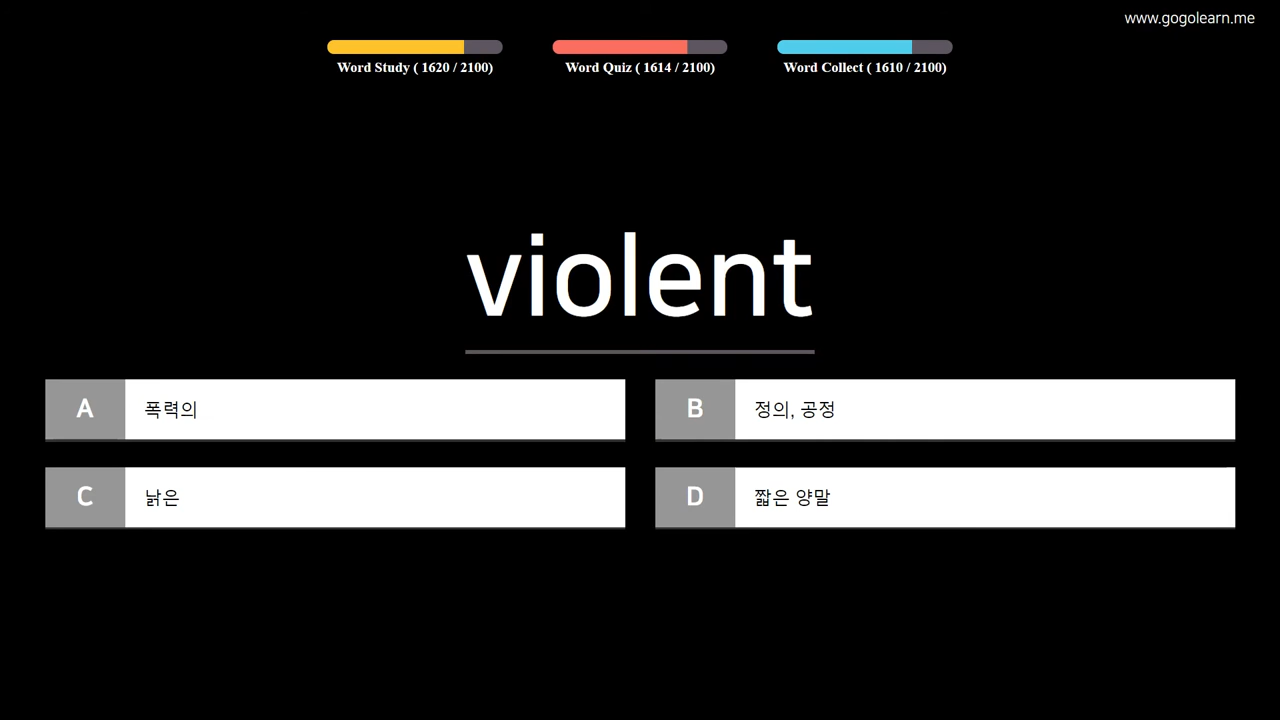 www.gogolearn.me
Word Study ( 1620 / 2100)
Word Quiz ( 1614 / 2100)
Word Collect ( 1610 / 2100)
violent
A 폭력의
B 정의, 공정
C 낡은
D 짧은 양말